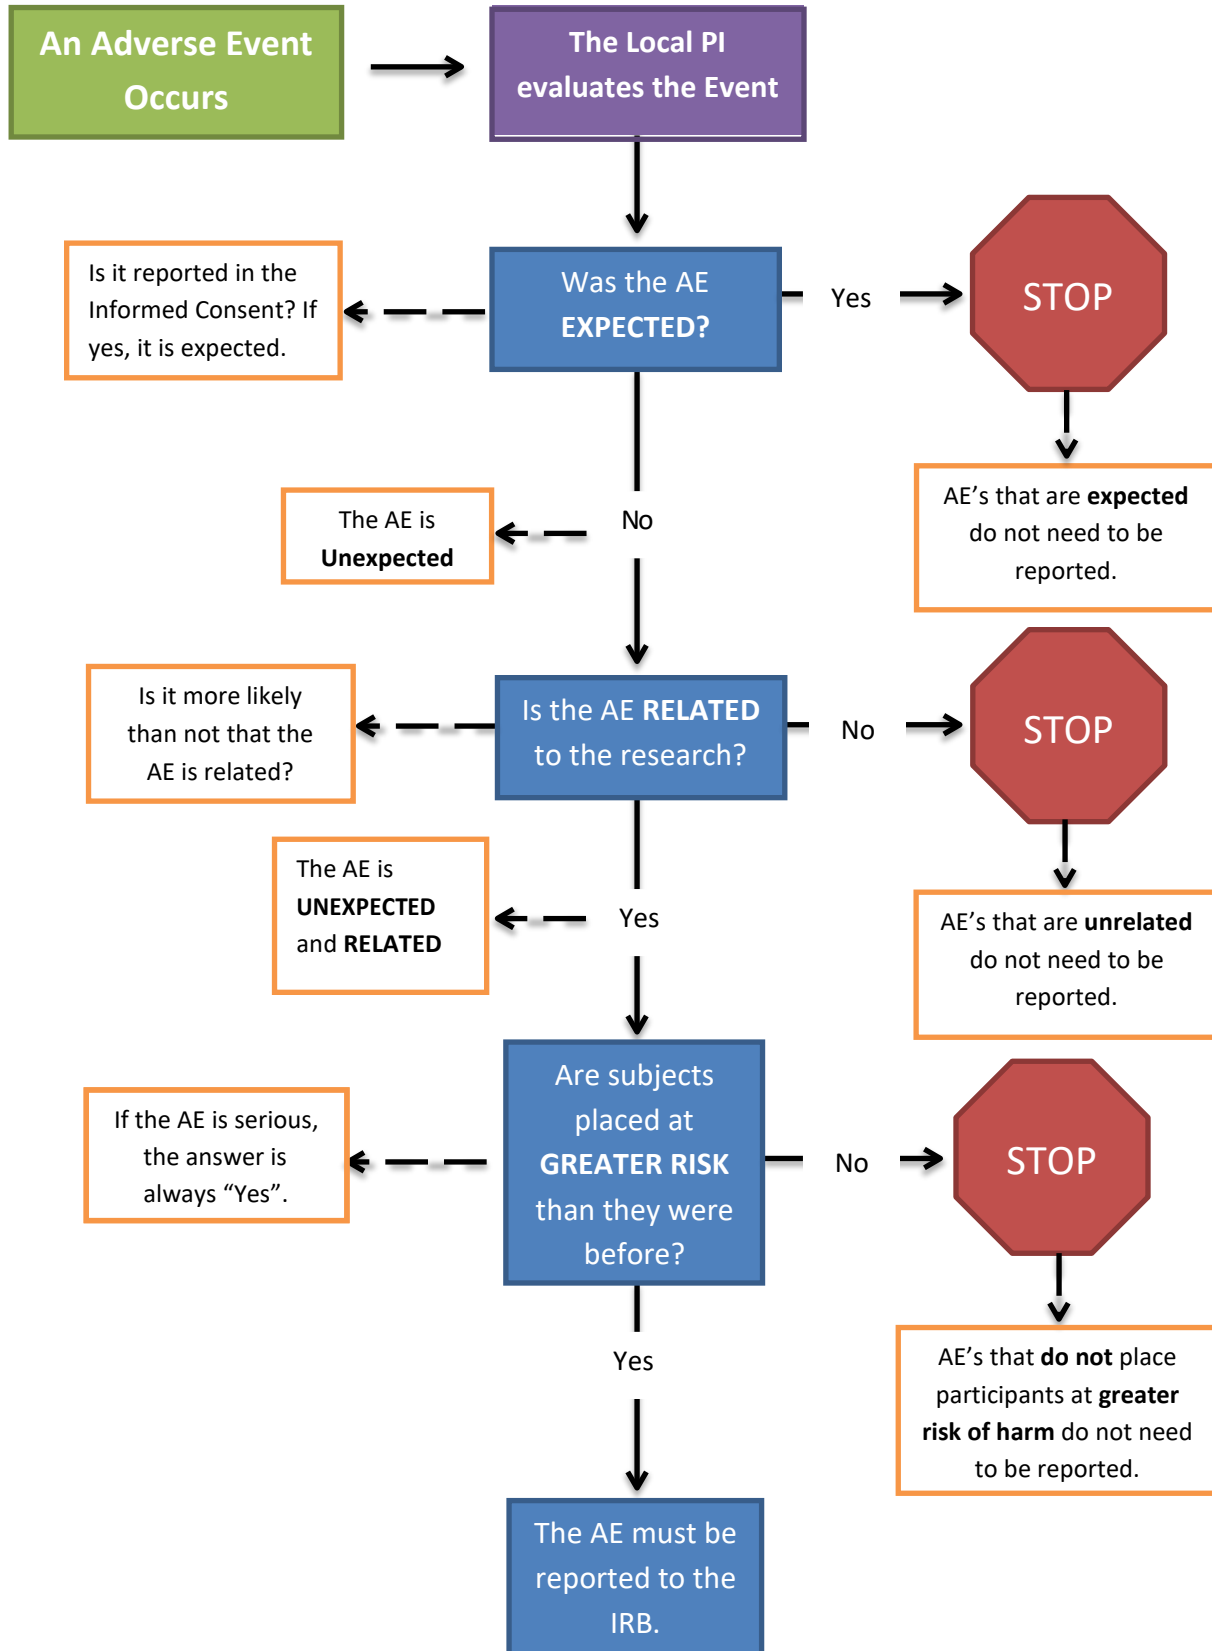 An Adverse Event
Occurs
The Local PI
evaluates the Event
Is it reported in the
Informed Consent? If
yes, it is expected.
Was the AE
EXPECTED?
Yes
STOP
AE’s that are expected
do not need to be
reported.
The AE is
Unexpected
No
Is it more likely
than not that the
AE is related?
Is the AE RELATED
to the research?
No
STOP
AE’s that are unrelated
do not need to be
reported.
The AE is
UNEXPECTED
and RELATED
Yes
If the AE is serious,
the answer is
always “Yes”.
Are subjects
placed at
GREATER RISK
than they were
before?
No
STOP
AE’s that do not place
participants at greater
risk of harm do not need
to be reported.
Yes
The AE must be
reported to the
IRB.